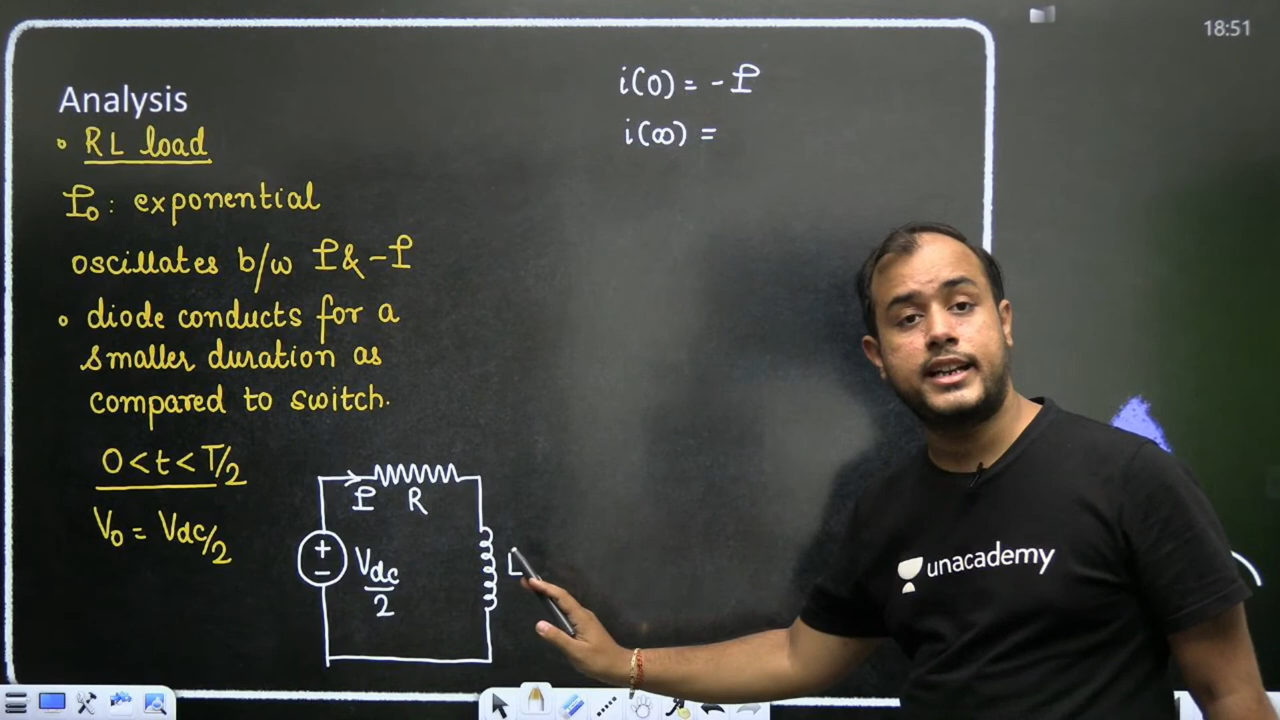 18:51
Analysis
• RL load
I₀: exponential
oscillates b/w I & -I
• diode conducts for a
smaller duration as
compared to switch.
0 < t < T/2
V₀ = Vdc/2
i(0) = - I
i(∞) =
I
R
+
-
Vdc/2
L
unacademy